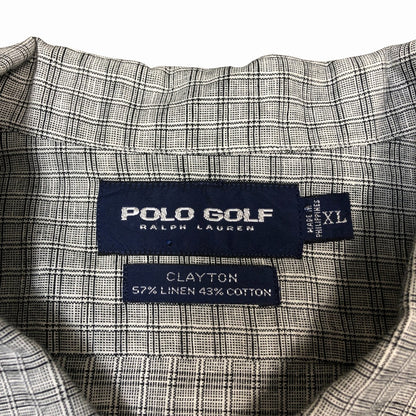 POLO GOLF
RALPH LAUREN
MADE IN
PHILIPPINES
XL
CLAYTON
57% LINEN 43% COTTON